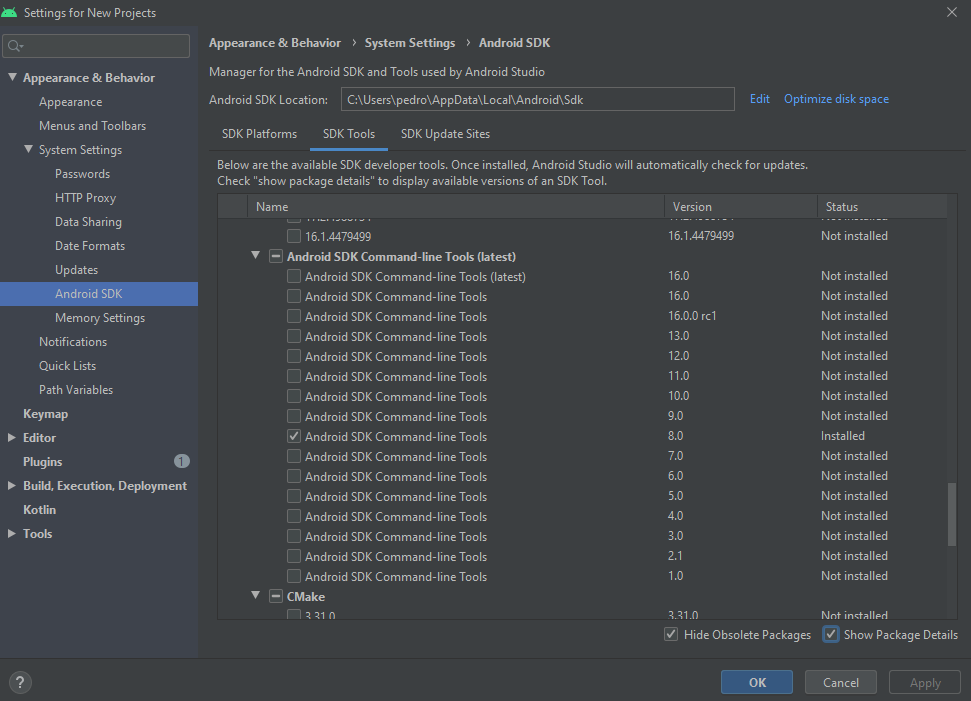 Settings for New Projects
Appearance & Behavior
Appearance
Menus and Toolbars
System Settings
Passwords
HTTP Proxy
Data Sharing
Date Formats
Updates
Android SDK
Memory Settings
Notifications
Quick Lists
Path Variables
Keymap
Editor
Plugins 1
Build, Execution, Deployment
Kotlin
Tools
Appearance & Behavior › System Settings › Android SDK
Manager for the Android SDK and Tools used by Android Studio
Android SDK Location: C:\Users\pedro\AppData\Local\Android\Sdk Edit Optimize disk space
SDK Platforms SDK Tools SDK Update Sites
Below are the available SDK developer tools. Once installed, Android Studio will automatically check for updates.
Check "show package details" to display available versions of an SDK Tool.
Name Version Status
16.1.4479499 16.1.4479499 Not installed
Android SDK Command-line Tools (latest)
Android SDK Command-line Tools (latest) 16.0 Not installed
Android SDK Command-line Tools 16.0 Not installed
Android SDK Command-line Tools 16.0.0 rc1 Not installed
Android SDK Command-line Tools 13.0 Not installed
Android SDK Command-line Tools 12.0 Not installed
Android SDK Command-line Tools 11.0 Not installed
Android SDK Command-line Tools 10.0 Not installed
Android SDK Command-line Tools 9.0 Not installed
Android SDK Command-line Tools 8.0 Installed
Android SDK Command-line Tools 7.0 Not installed
Android SDK Command-line Tools 6.0 Not installed
Android SDK Command-line Tools 5.0 Not installed
Android SDK Command-line Tools 4.0 Not installed
Android SDK Command-line Tools 3.0 Not installed
Android SDK Command-line Tools 2.1 Not installed
Android SDK Command-line Tools 1.0 Not installed
CMake
3.31.0 3.31.0 Not installed
Hide Obsolete Packages Show Package Details
? OK Cancel Apply